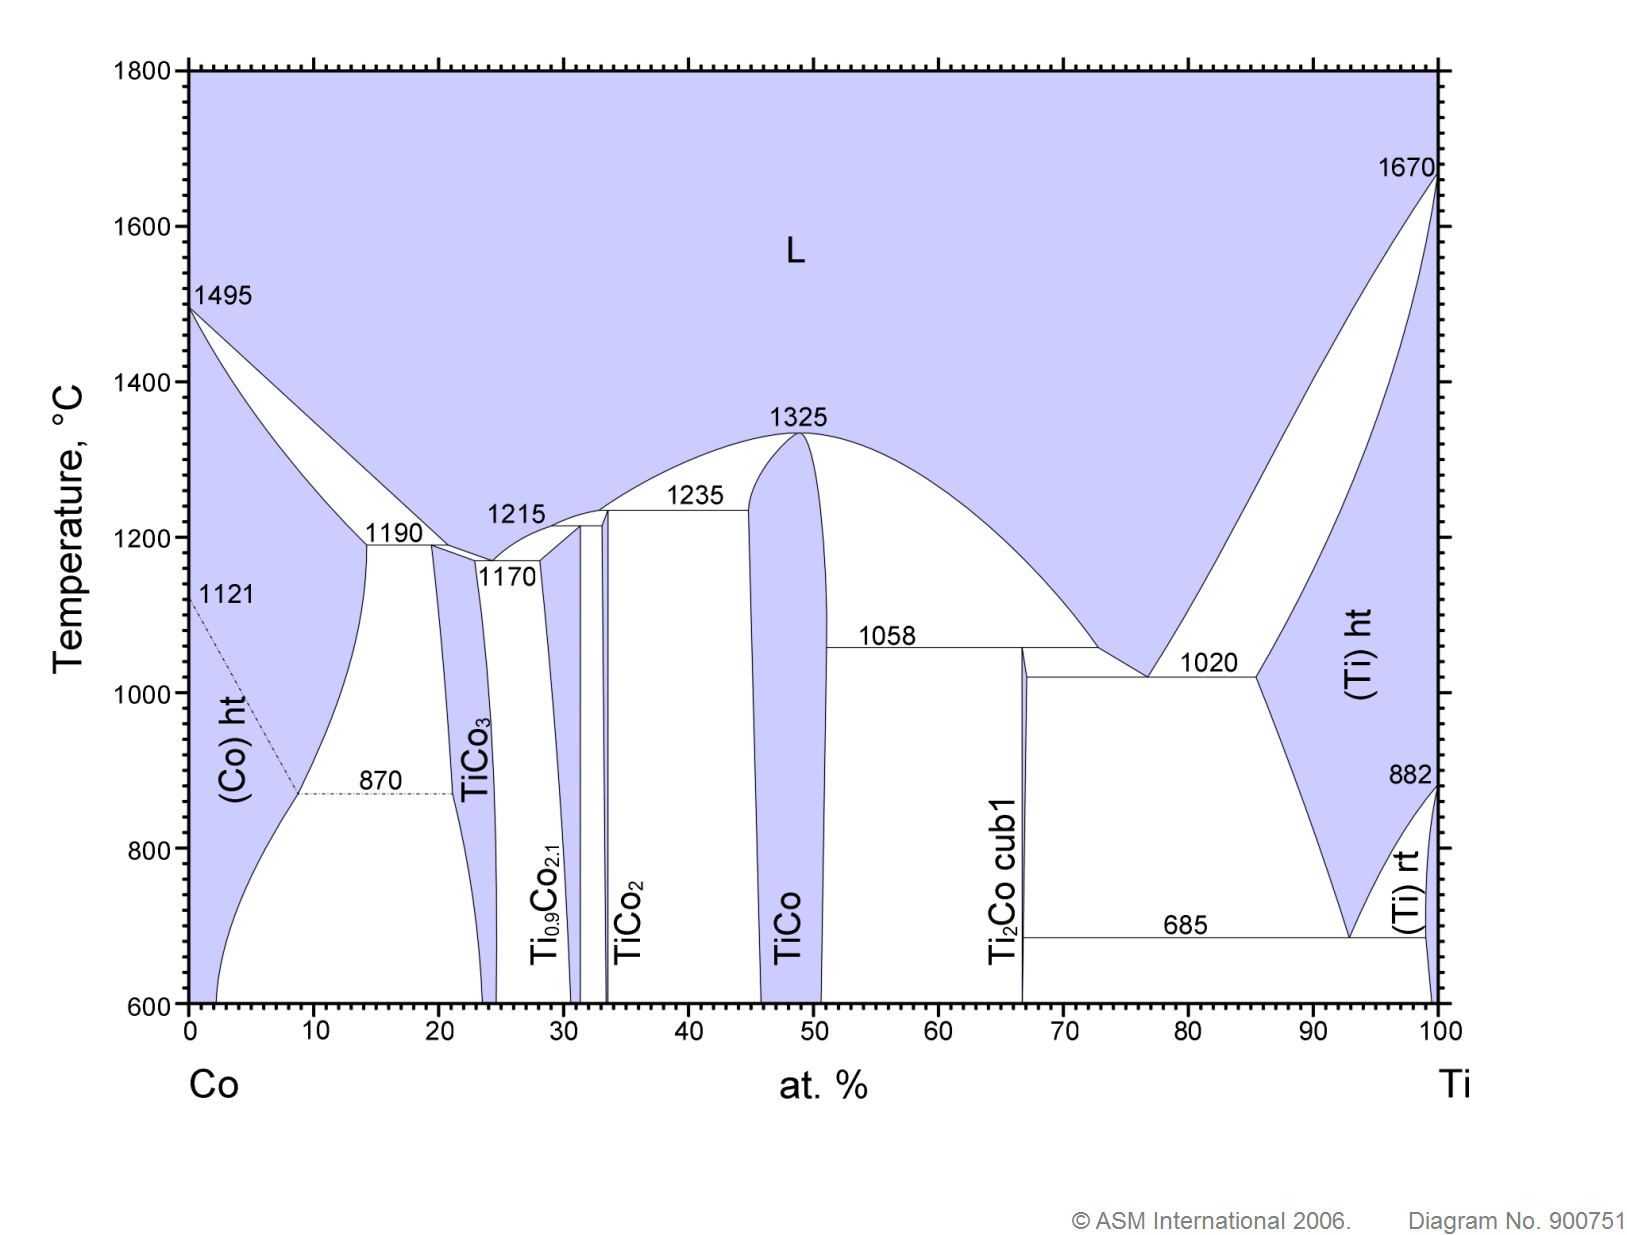 1800
1670
1600
L
1495
1400
1325
1235
1215
1200
1190
1170
1121
1058
1020
1000
(Co) ht
(Ti) ht
882
870
TiCo3
800
Ti0.9Co2.1
TiCo2
TiCo
Ti2Co cub1
(Ti) rt
685
600
Temperature, °C
0 10 20 30 40 50 60 70 80 90 100
Co at. % Ti
© ASM International 2006. Diagram No. 900751